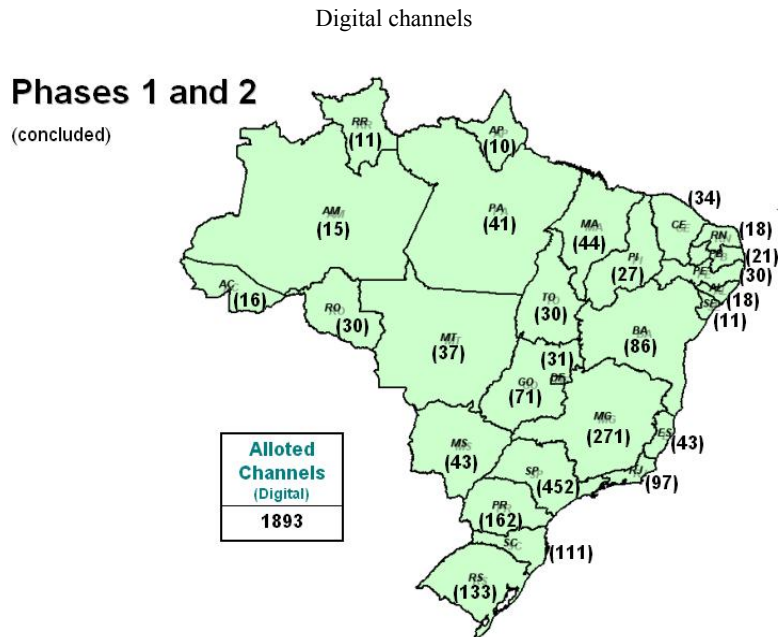 Digital channels
Phases 1 and 2
(concluded)
RR
(11)
AP
(10)
(34)
AM
(15)
PA
(41)
MA
(44)
CE
RN
(18)
PI
(27)
PB
(21)
PE
(30)
AC
(16)
RO
(30)
TO
(30)
AL
(18)
SE
(11)
MT
(37)
BA
(86)
(31)
DF
GO
(71)
MG
(271)
ES
(43)
MS
(43)
SP
(452)
RJ
(97)
Alloted
Channels
(Digital)
1893
PR
(162)
SC
(111)
RS
(133)